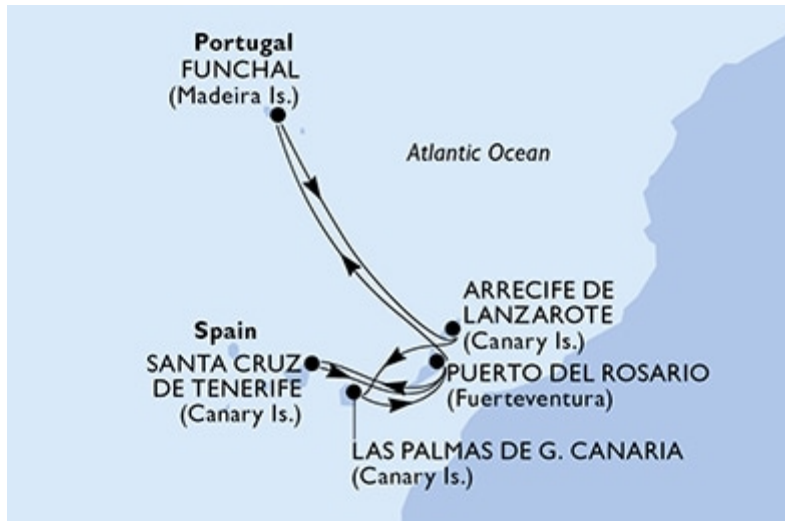 Portugal
FUNCHAL
(Madeira Is.)
Atlantic Ocean
ARRECIFE DE
LANZAROTE
(Canary Is.)
Spain
SANTA CRUZ
DE TENERIFE
(Canary Is.)
PUERTO DEL ROSARIO
(Fuerteventura)
LAS PALMAS DE G. CANARIA
(Canary Is.)